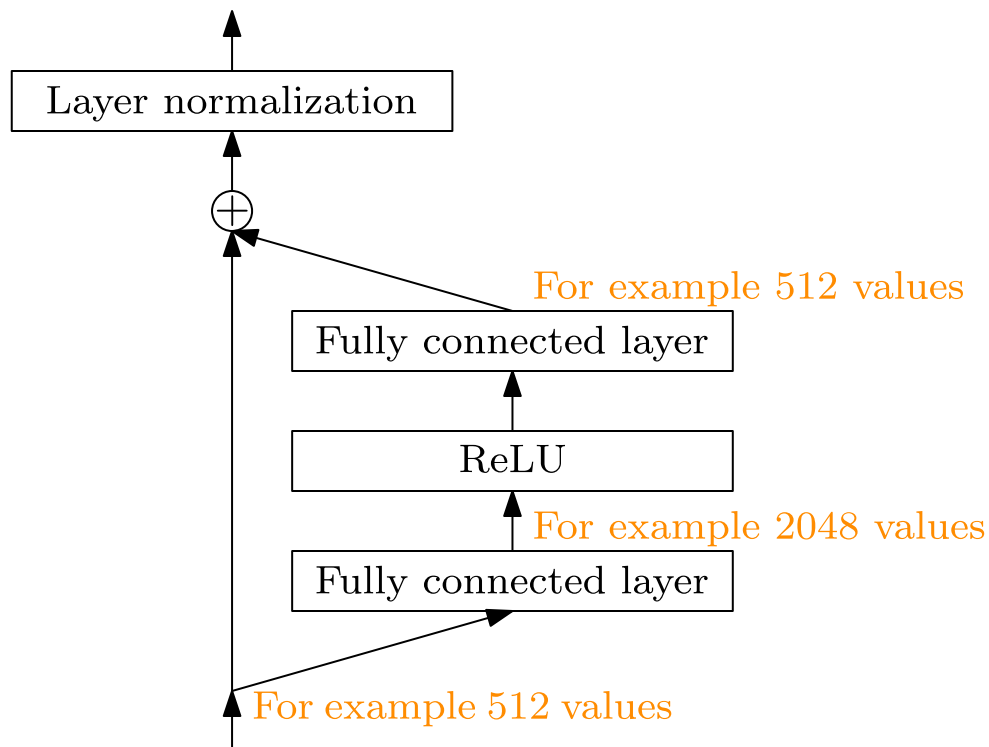 Layer normalization
For example 512 values
Fully connected layer
ReLU
For example 2048 values
Fully connected layer
For example 512 values